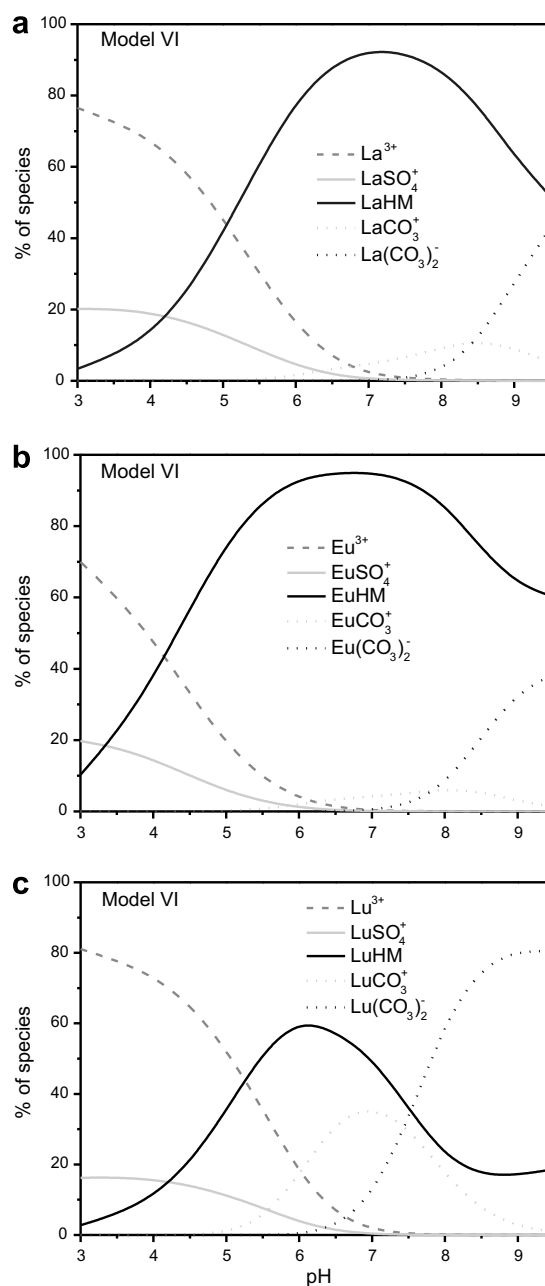 a
Model VI
% of species
100
80
60
40
20
0
La³⁺
LaSO₄⁺
LaHM
LaCO₃⁺
La(CO₃)₂⁻
3 4 5 6 7 8 9
b
Model VI
% of species
100
80
60
40
20
0
Eu³⁺
EuSO₄⁺
EuHM
EuCO₃⁺
Eu(CO₃)₂⁻
3 4 5 6 7 8 9
c
Model VI
% of species
100
80
60
40
20
0
Lu³⁺
LuSO₄⁺
LuHM
LuCO₃⁺
Lu(CO₃)₂⁻
3 4 5 6 7 8 9
pH